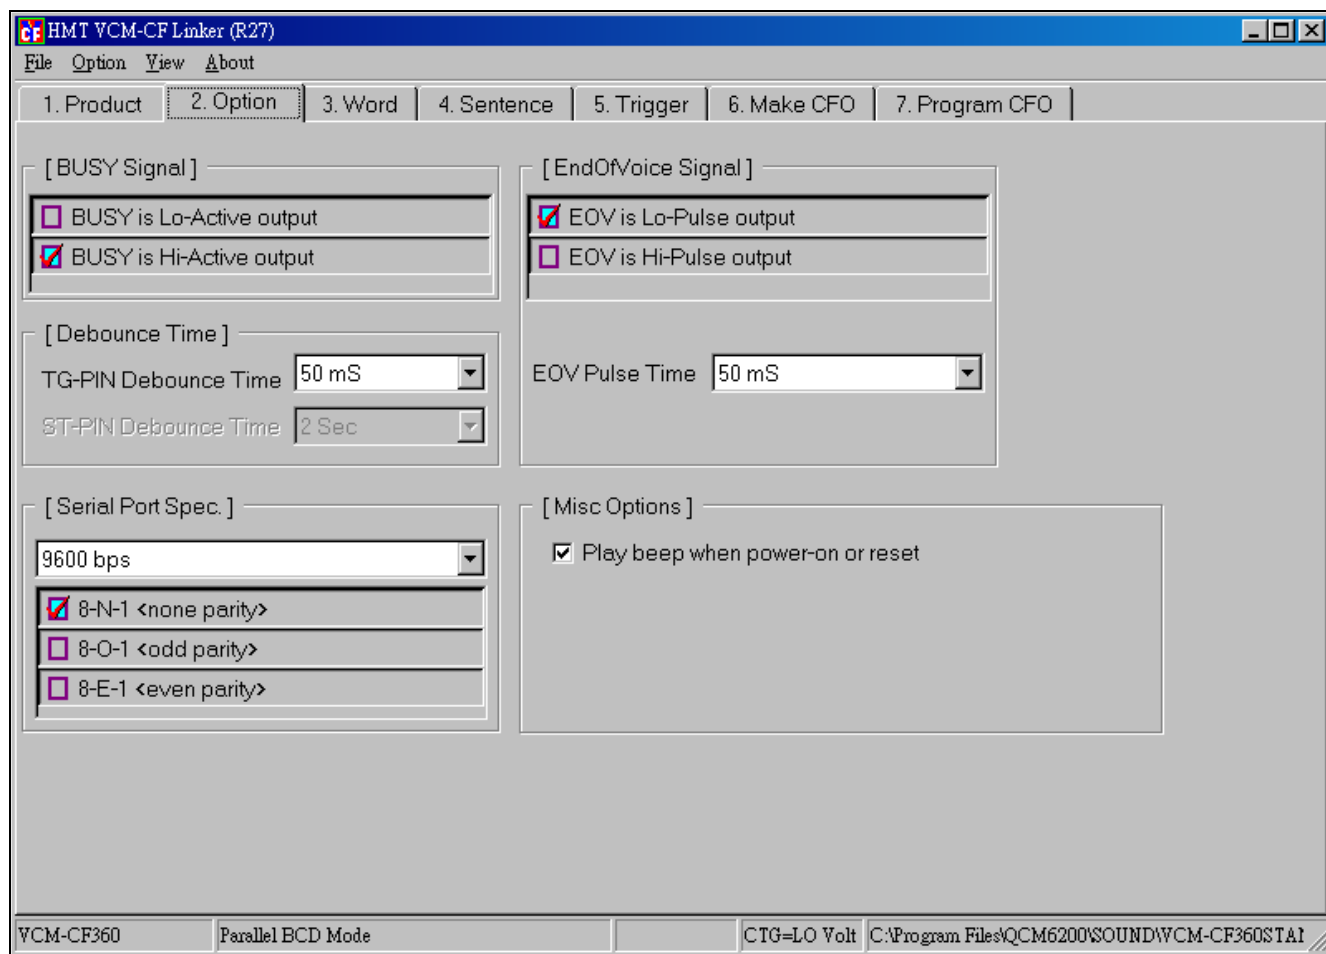 HMT VCM-CF Linker (R27)
File Option View About
1. Product 2. Option 3. Word 4. Sentence 5. Trigger 6. Make CFO 7. Program CFO
[ BUSY Signal ]
BUSY is Lo-Active output
BUSY is Hi-Active output
[ EndOfVoice Signal ]
EOV is Lo-Pulse output
EOV is Hi-Pulse output
EOV Pulse Time 50 mS
[ Debounce Time ]
TG-PIN Debounce Time 50 mS
ST-PIN Debounce Time 2 Sec
[ Serial Port Spec. ]
9600 bps
8-N-1 <none parity>
8-O-1 <odd parity>
8-E-1 <even parity>
[ Misc Options ]
Play beep when power-on or reset
VCM-CF360 Parallel BCD Mode CTG=LO Volt C:\Program Files\QCM6200\SOUND\VCM-CF360